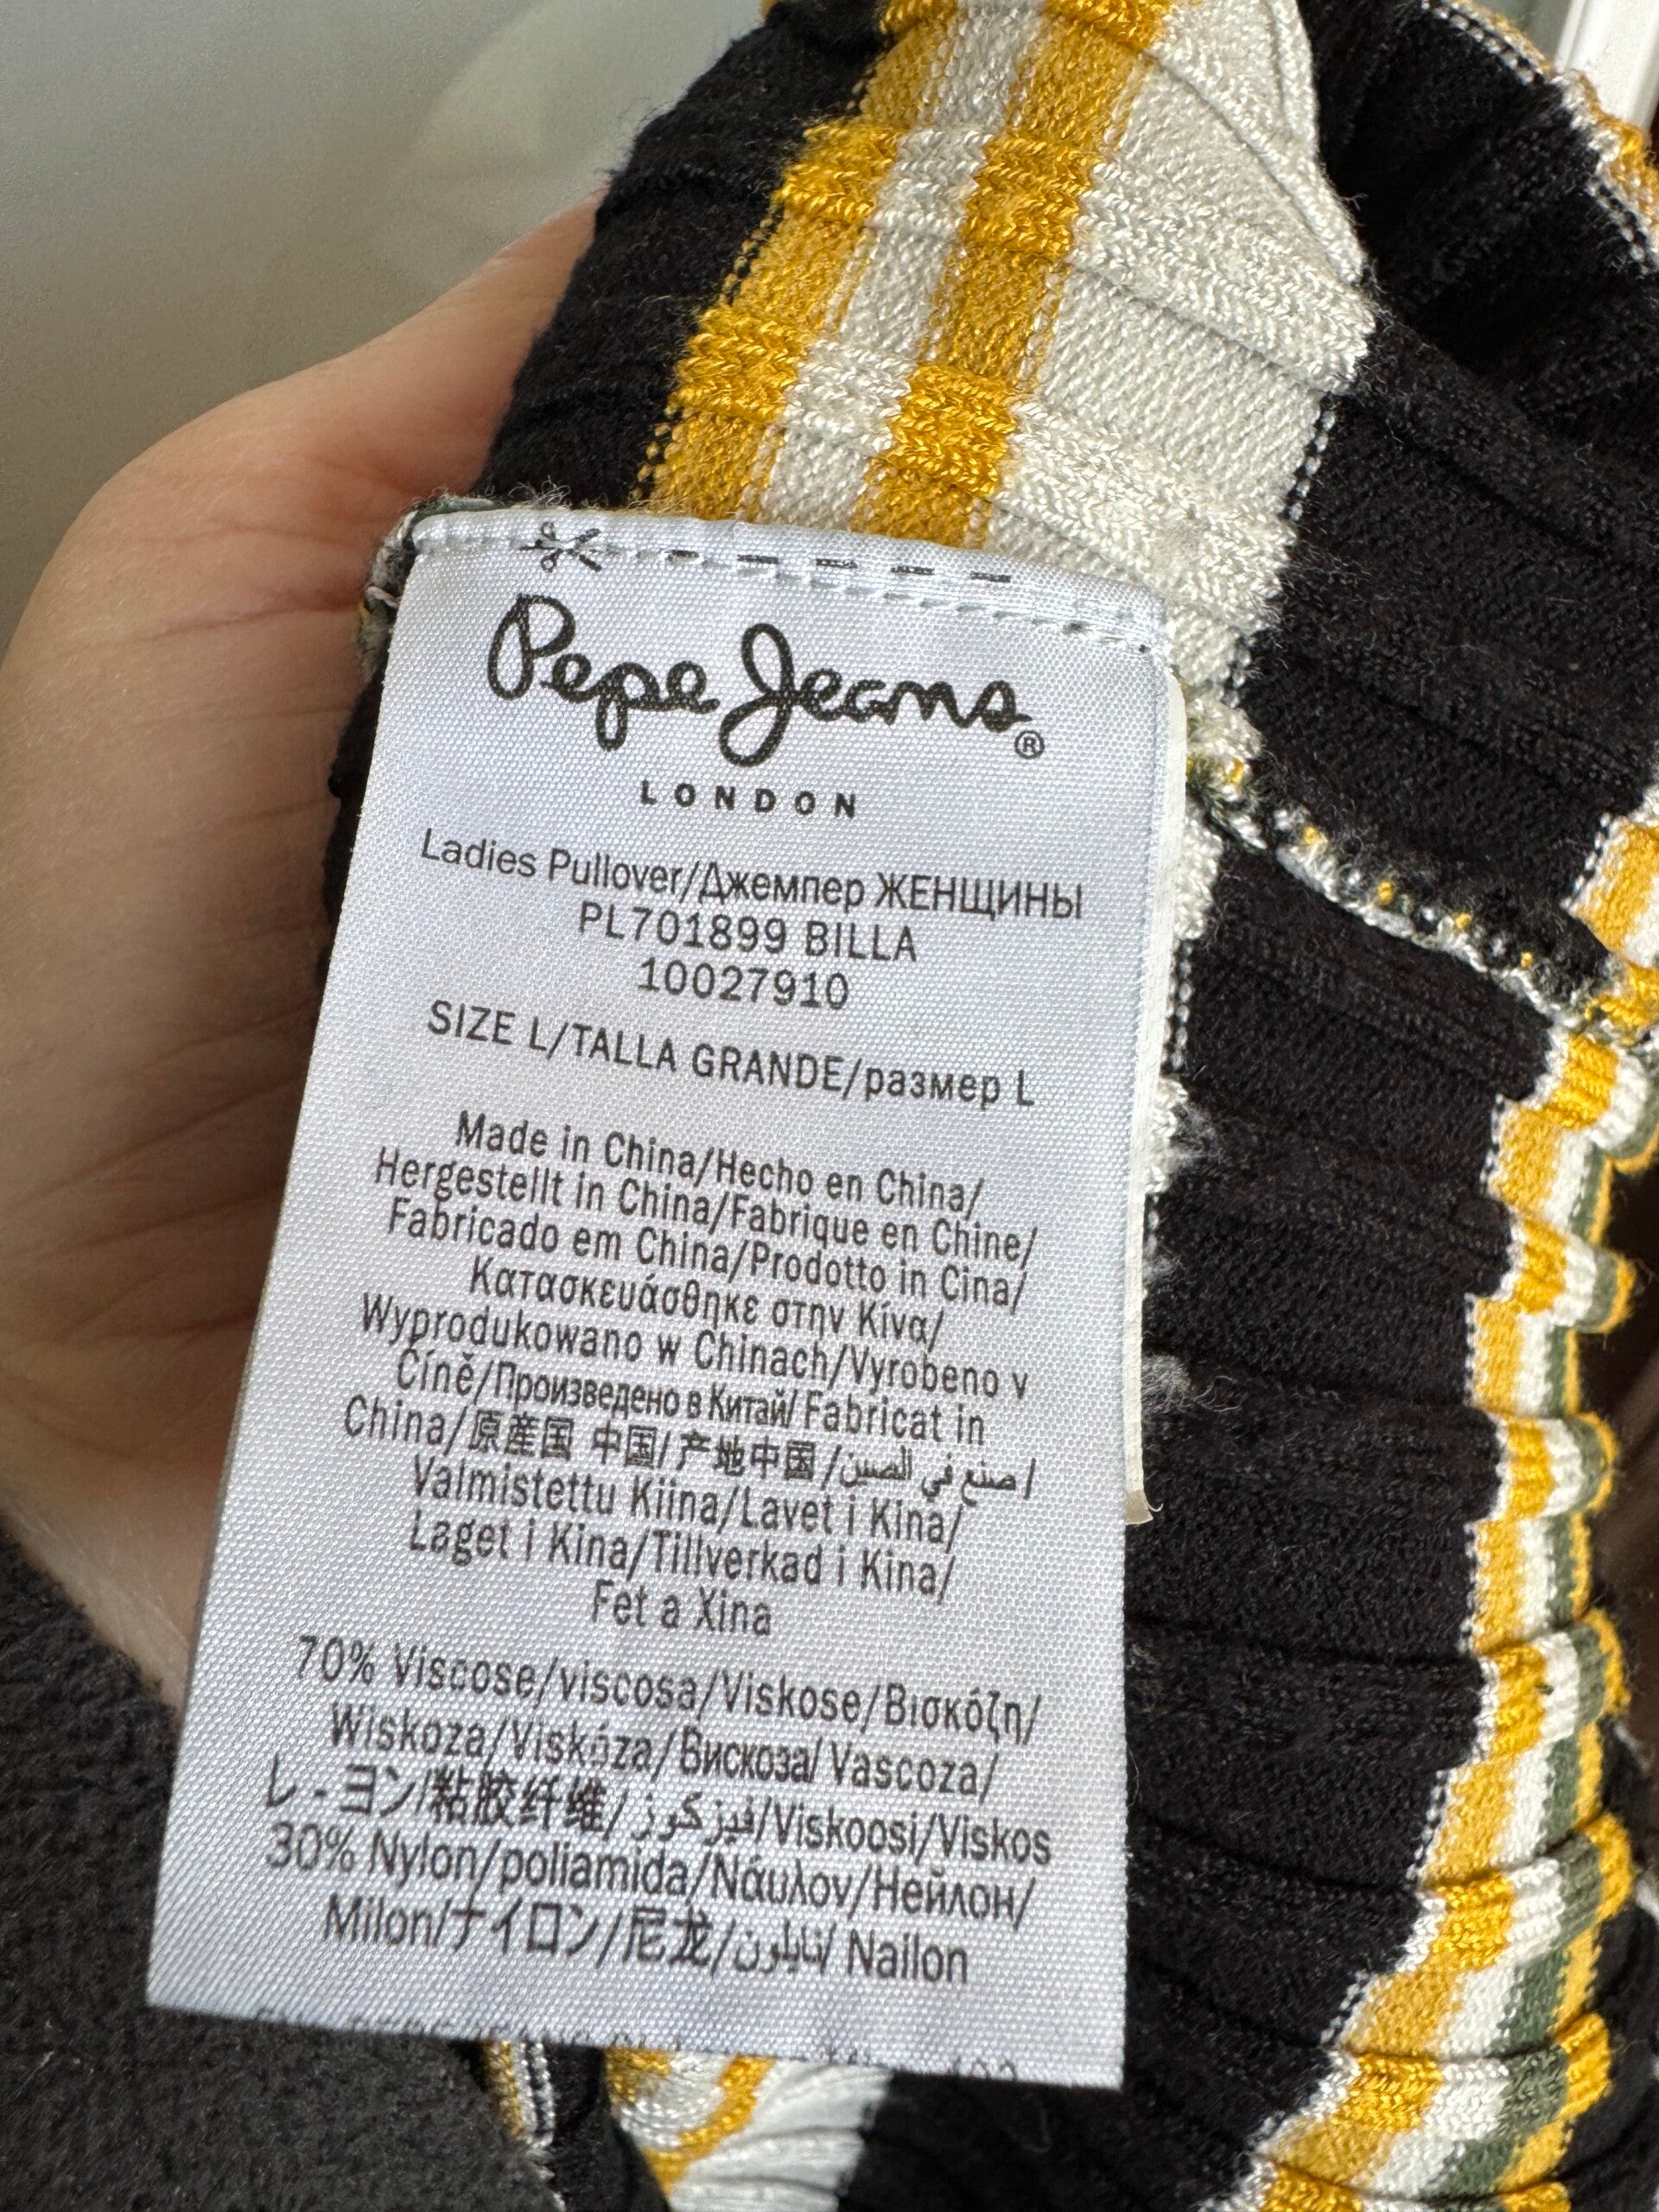 Pepe Jeans®
LONDON
Ladies Pullover/Джемпер ЖЕНЩИНЫ
PL701899 BILLA
10027910
SIZE L/TALLA GRANDE/размер L
Made in China/Hecho en China/
Hergestellt in China/Fabrique en Chine/
Fabricado em China/Prodotto in Cina/
Κατασκευάσθηκε στην Κίνα/
Wyprodukowano w Chinach/Vyrobeno v
Číně/Произведено в Китай/Fabricat in
China/原産国 中国/产地中国/صنع في الصين/
Valmistettu Kiina/Lavet i Kina/
Laget i Kina/Tillverkad i Kina/
Fet a Xina
70% Viscose/viscosa/Viskose/Βισκόζη/
Wiskoza/Viskóza/Вискоза/Vascoza/
レ-ヨン/粘胶纤维/فيزكوز/Viskoosi/Viskos
30% Nylon/poliamida/Νάυλον/Нейлон/
Milon/ナイロン/尼龙/نايلون/ Nailon